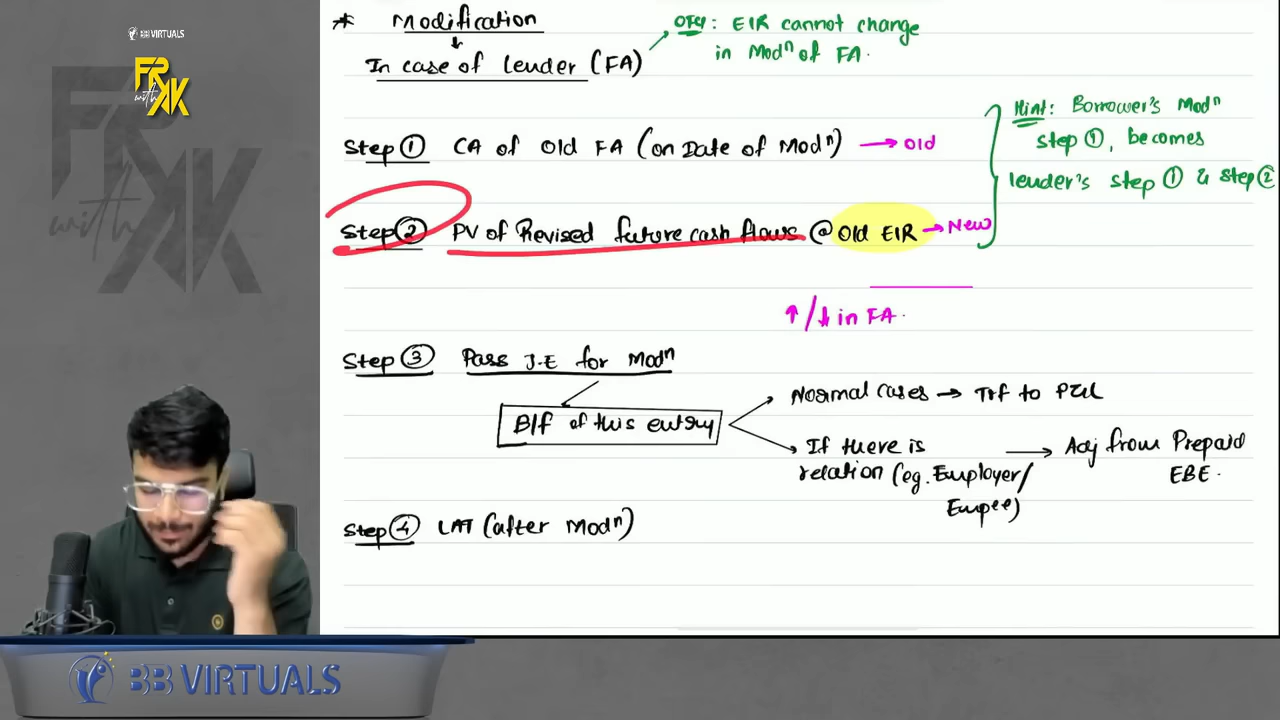 BB VIRTUALS
FR
with
AK
* Modification
In case of lender (FA)
OTQ : EIR cannot change
in Modⁿ of FA.
Step ① CA of Old FA (on Date of Modⁿ) → Old
Step ② PV of Revised future cash flows @ Old EIR → New
Hint: Borrower's Modⁿ
step ①, becomes
lender's step ① & step ②
↑/↓ in FA.
Step ③ Pass J.E for Modⁿ
B/f of this entry
Normal Cases → Trf to P&L
If there is
relation (eg. Employer/
Empee)
→ Adj from Prepaid
EBE.
Step ④ LAT (after Modⁿ)
BB VIRTUALS